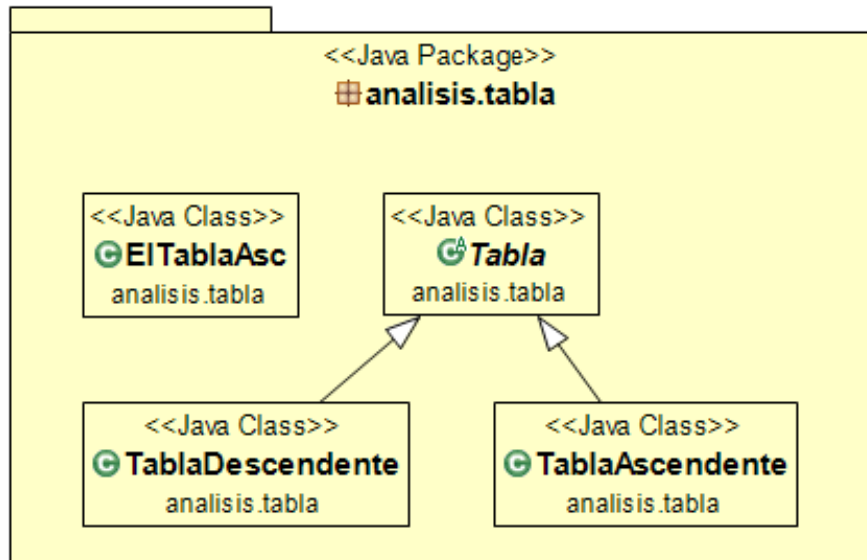 <<Java Package>>
analisis.tabla
<<Java Class>>
ElTablaAsc
analisis.tabla
<<Java Class>>
Tabla
analisis.tabla
<<Java Class>>
TablaDescendente
analisis.tabla
<<Java Class>>
TablaAscendente
analisis.tabla